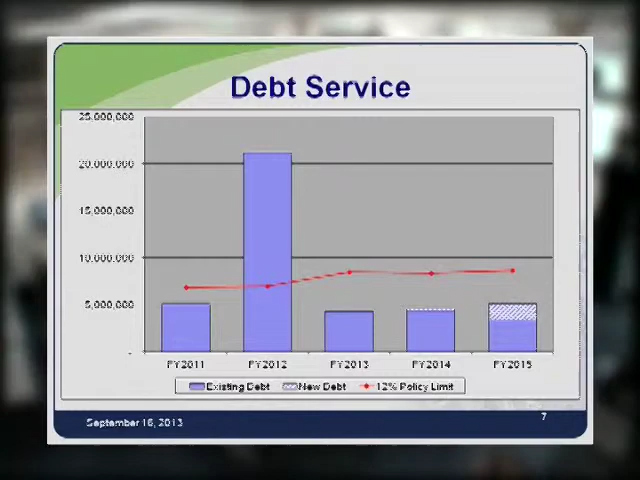 Debt Service
25,000,000
20,000,000
15,000,000
10,000,000
5,000,000
-
FY2011 FY2012 FY2013 FY2014 FY2015
Existing Debt New Debt 12% Policy Limit
September 16, 2013 7